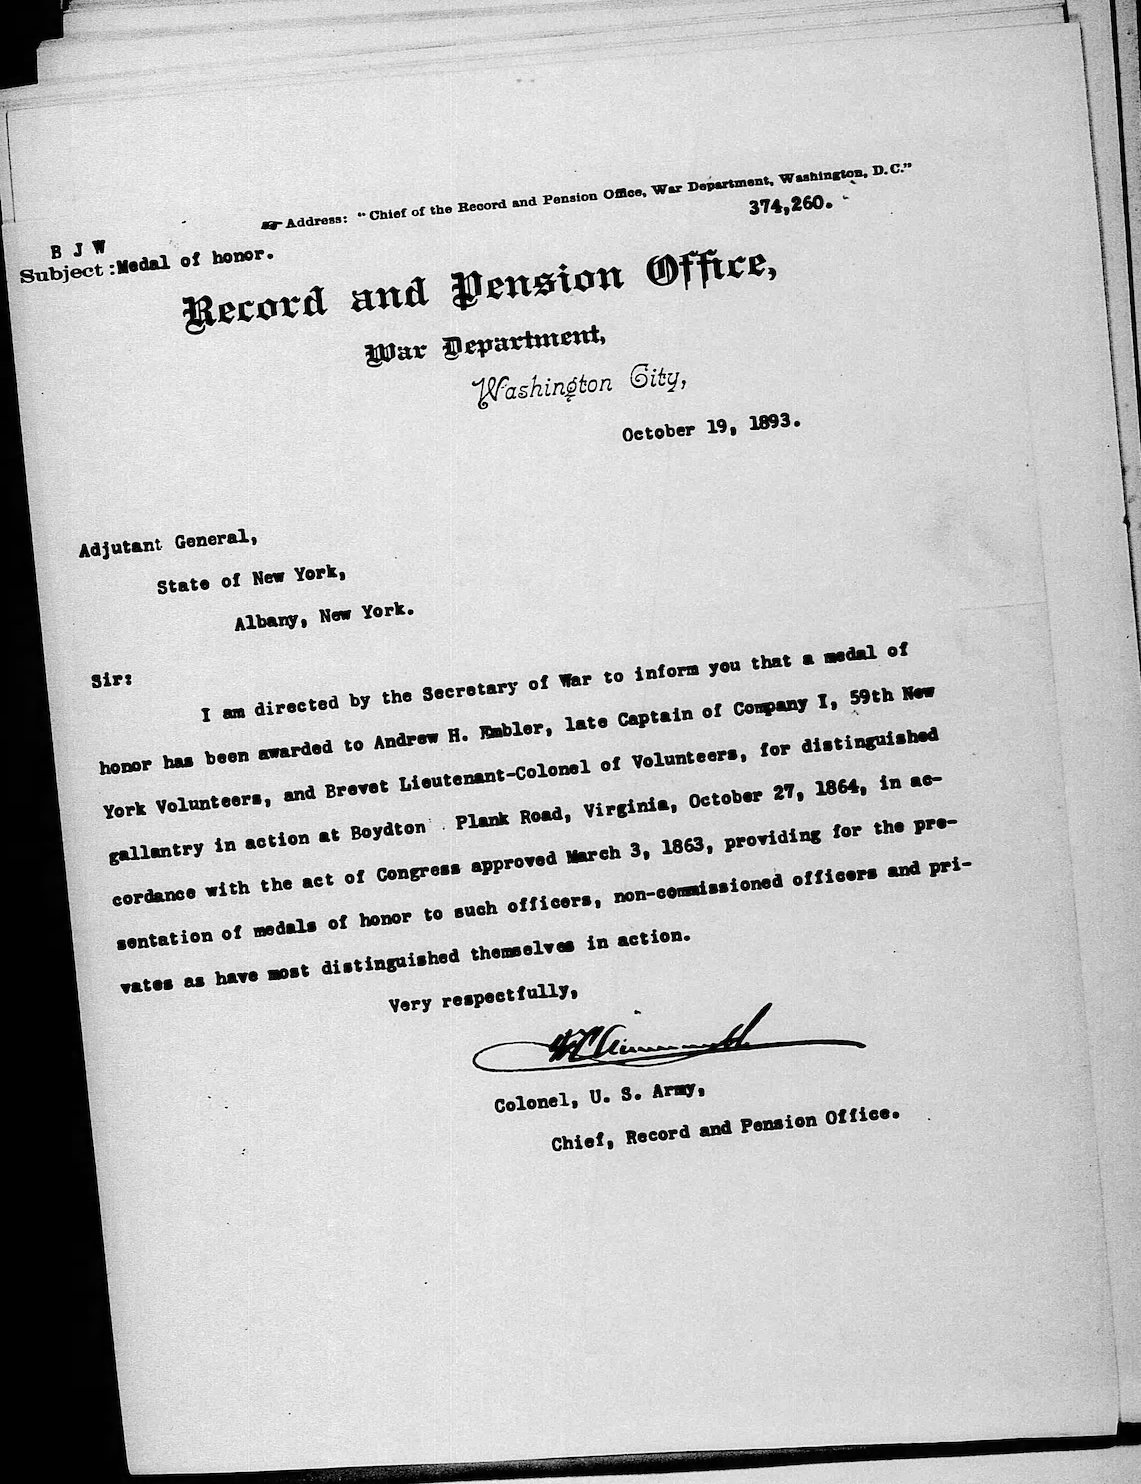 ☞ Address: “Chief of the Record and Pension Office, War Department, Washington, D.C.”
374,260.
B J W
Subject: Medal of honor.
Record and Pension Office,
War Department,
Washington City,
October 19, 1893.
Adjutant General,
State of New York,
Albany, New York.
Sir:
I am directed by the Secretary of War to inform you that a medal of
honor has been awarded to Andrew H. Embler, late Captain of Company I, 59th New
York Volunteers, and Brevet Lieutenant-Colonel of Volunteers, for distinguished
gallantry in action at Boydton Plank Road, Virginia, October 27, 1864, in ac-
cordance with the act of Congress approved March 3, 1863, providing for the pre-
sentation of medals of honor to such officers, non-commissioned officers and pri-
vates as have most distinguished themselves in action.
Very respectfully,
Colonel, U. S. Army,
Chief, Record and Pension Office.